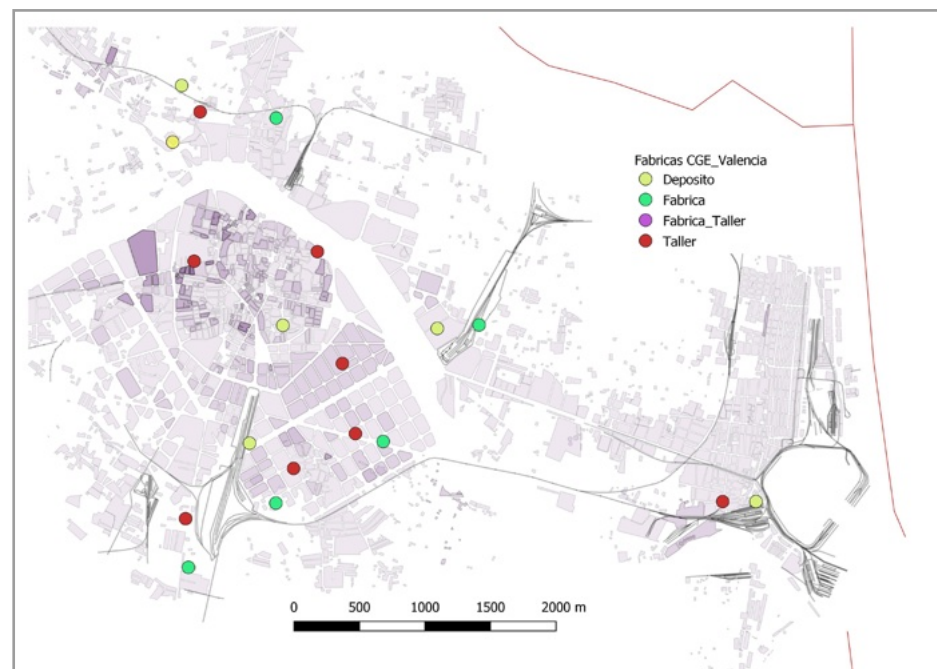 Fabricas CGE_Valencia
Deposito
Fabrica
Fabrica_Taller
Taller
0 500 1000 1500 2000 m